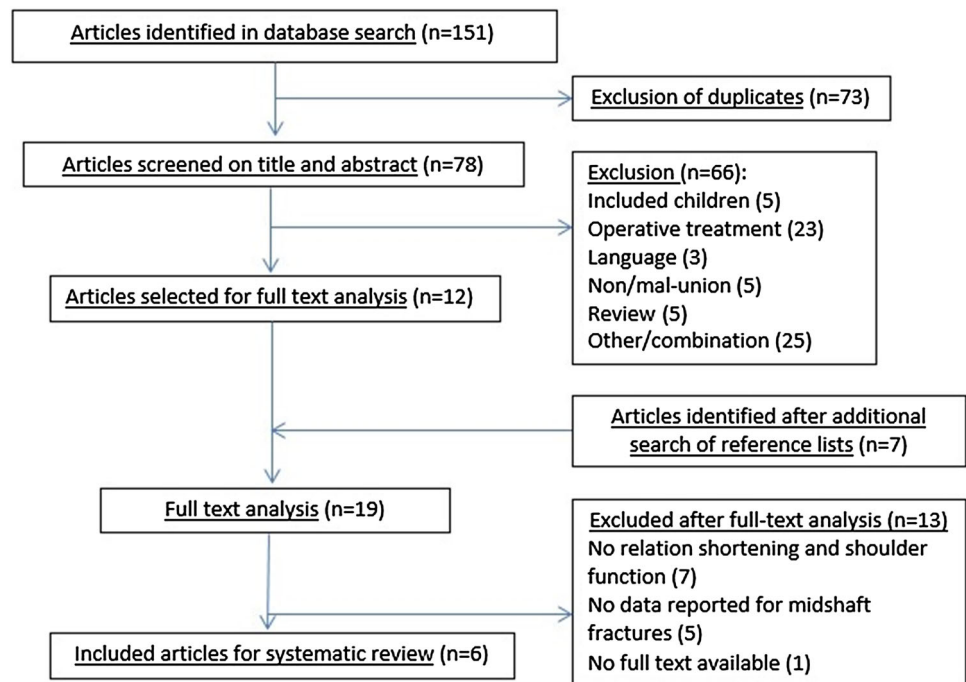 Articles identified in database search (n=151)
Exclusion of duplicates (n=73)
Articles screened on title and abstract (n=78)
Exclusion (n=66):
Included children (5)
Operative treatment (23)
Language (3)
Non/mal-union (5)
Review (5)
Other/combination (25)
Articles selected for full text analysis (n=12)
Articles identified after additional
search of reference lists (n=7)
Full text analysis (n=19)
Excluded after full-text analysis (n=13)
No relation shortening and shoulder
function (7)
No data reported for midshaft
fractures (5)
No full text available (1)
Included articles for systematic review (n=6)